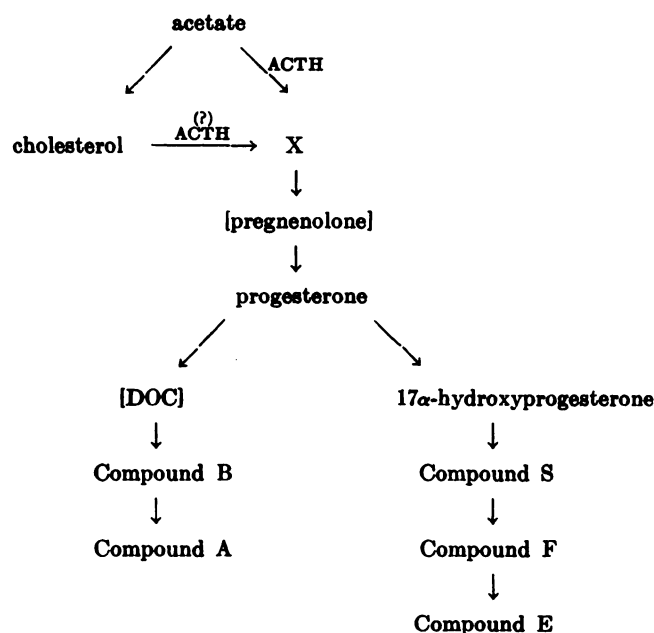 acetate
ACTH
(?)
cholesterol ACTH X
[pregnenolone]
progesterone
[DOC] 17α-hydroxyprogesterone
Compound B Compound S
Compound A Compound F
Compound E